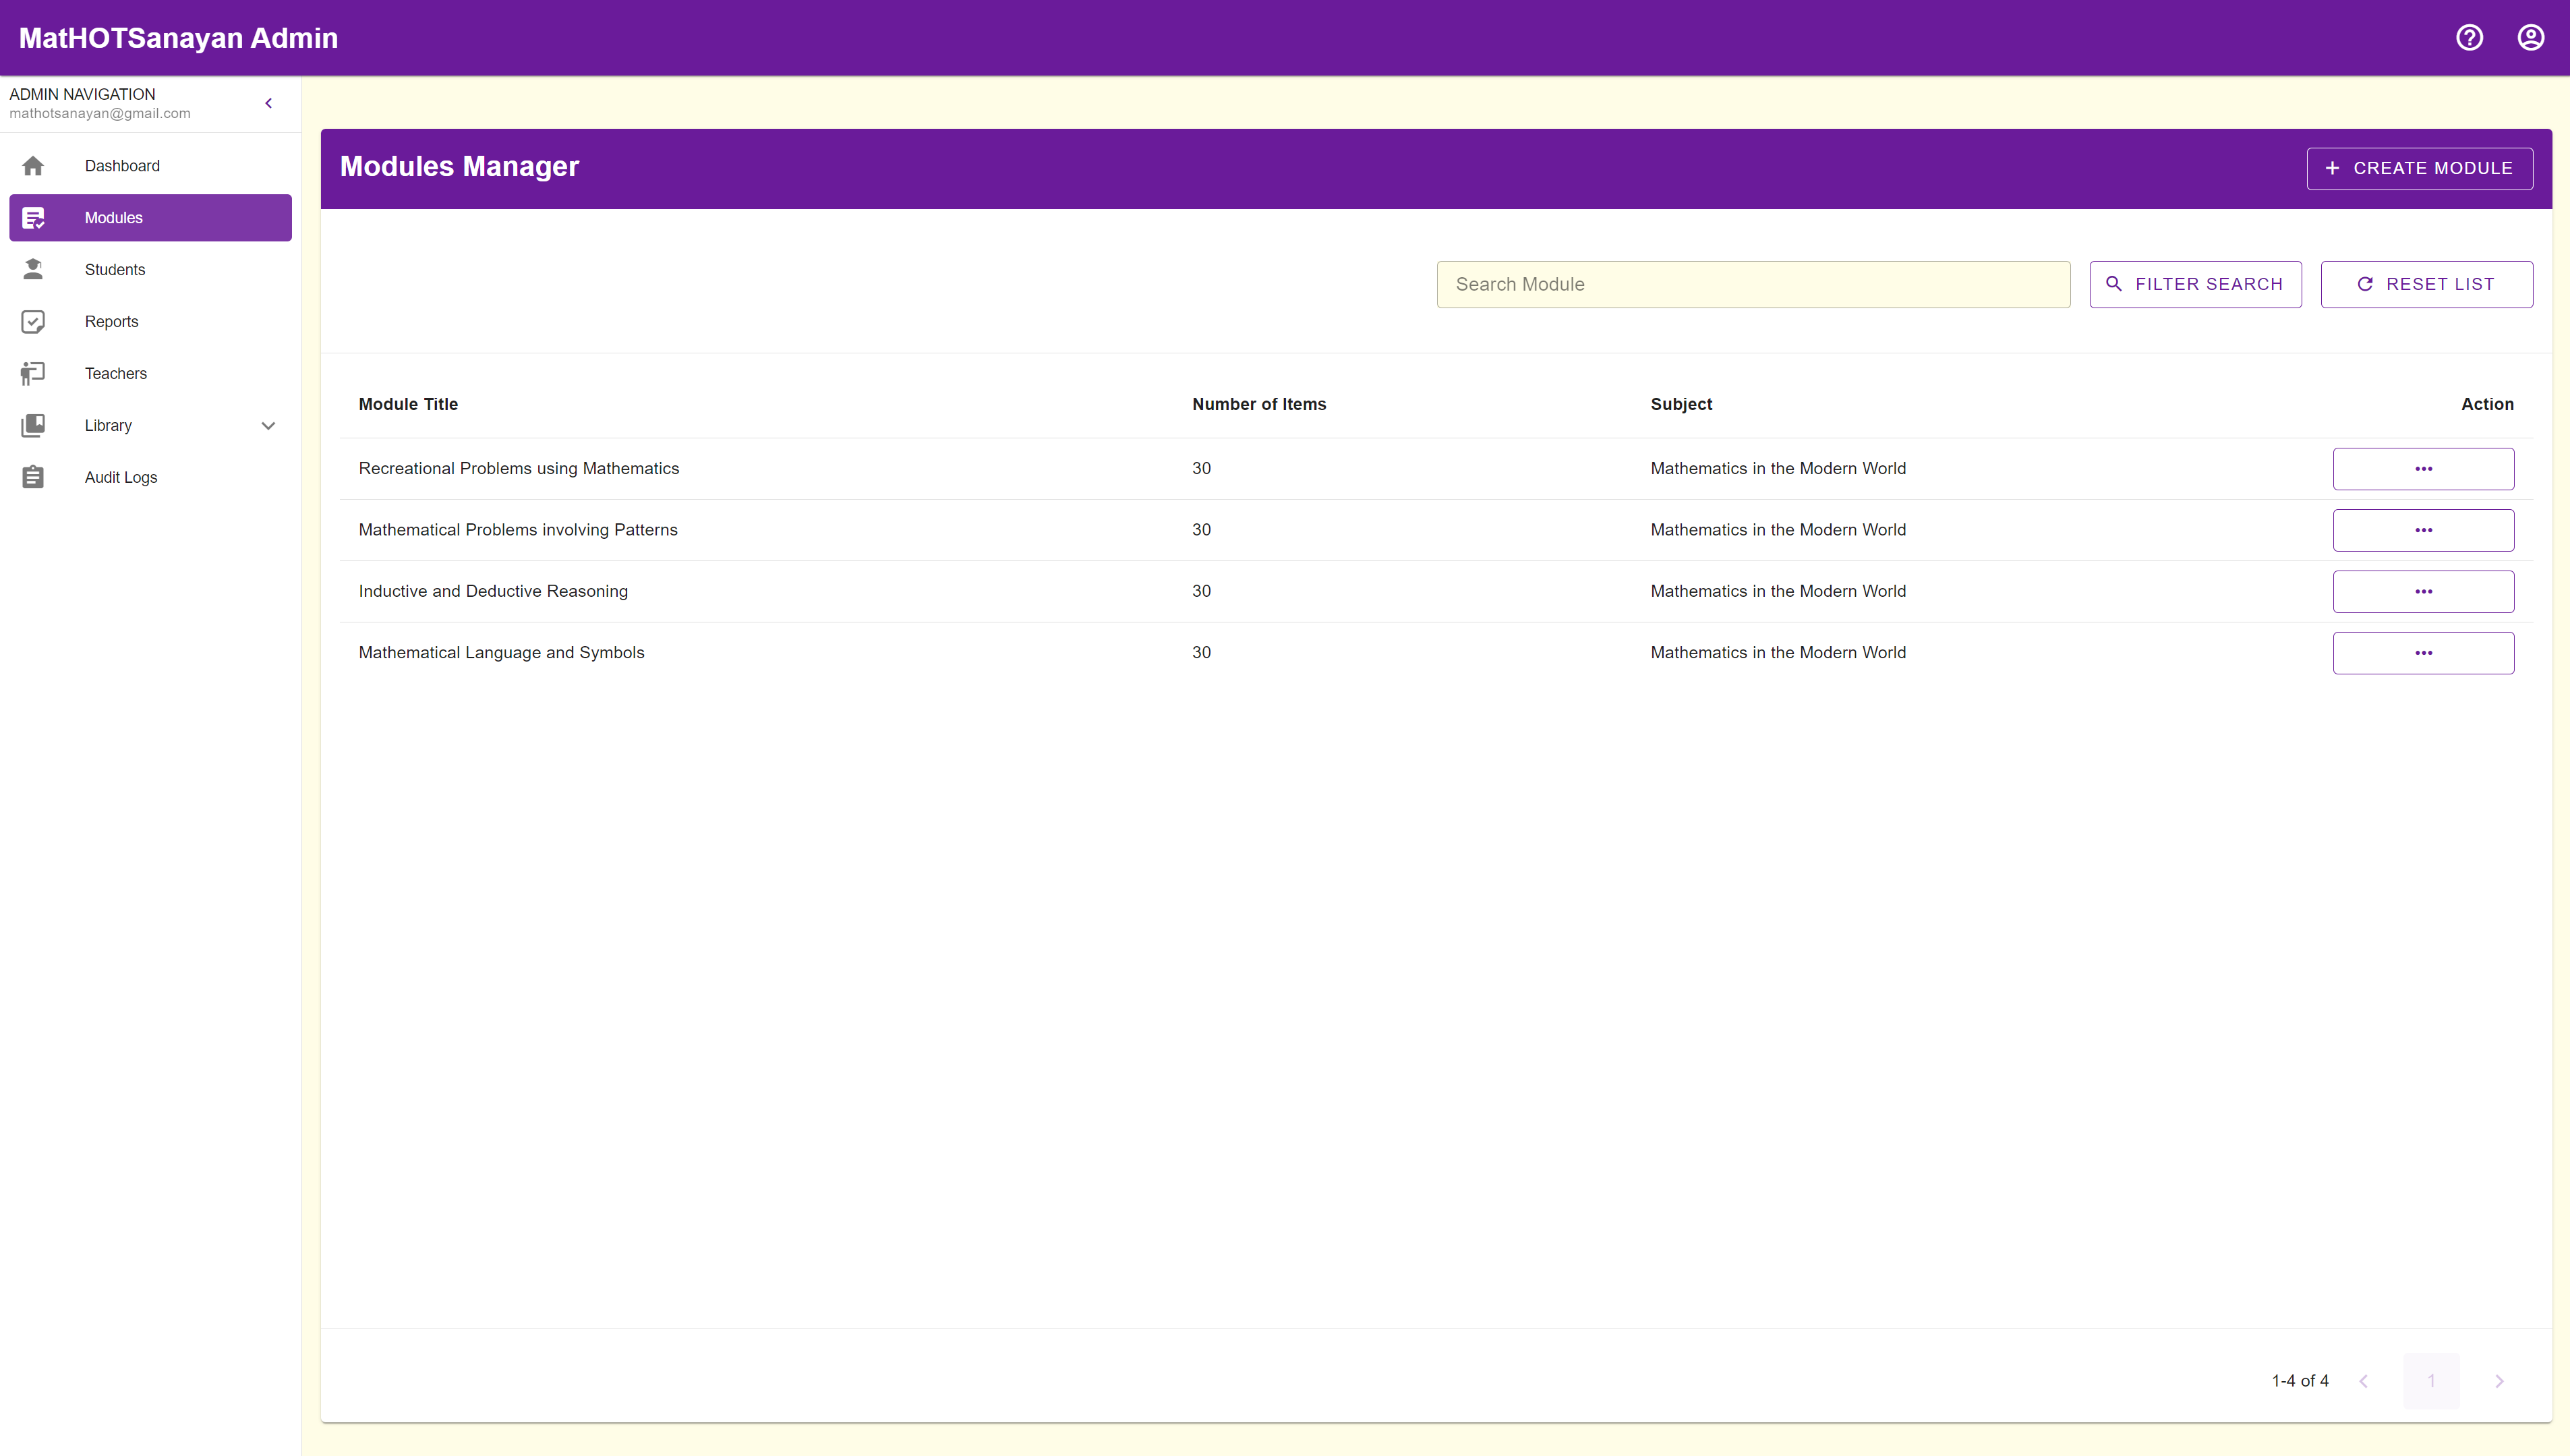 MatHOTSanayan Admin
ADMIN NAVIGATION
mathotsanayan@gmail.com
Dashboard
Modules
Students
Reports
Teachers
Library
Audit Logs
Modules Manager
CREATE MODULE
Search Module
FILTER SEARCH
RESET LIST
Module Title Number of Items Subject Action
Recreational Problems using Mathematics 30 Mathematics in the Modern World
Mathematical Problems involving Patterns 30 Mathematics in the Modern World
Inductive and Deductive Reasoning 30 Mathematics in the Modern World
Mathematical Language and Symbols 30 Mathematics in the Modern World
1-4 of 4 1